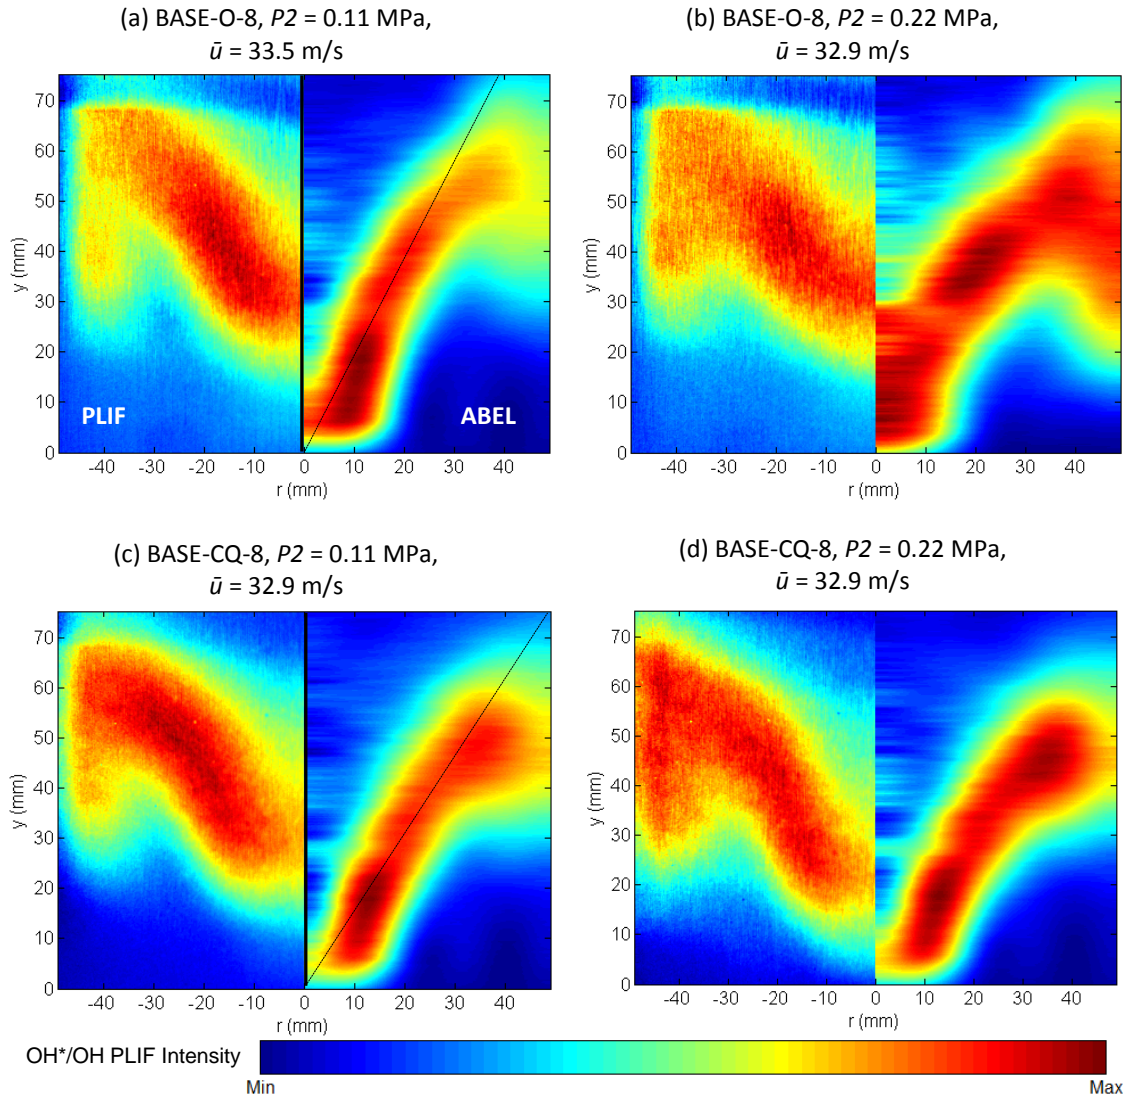 (a) BASE-O-8, P2 = 0.11 MPa,
ū = 33.5 m/s
(b) BASE-O-8, P2 = 0.22 MPa,
ū = 32.9 m/s
70
60
50
40
30
20
10
0
y (mm)
PLIF
ABEL
-40 -30 -20 -10 0 10 20 30 40
r (mm)
70
60
50
40
30
20
10
0
y (mm)
-40 -30 -20 -10 0 10 20 30 40
r (mm)
(c) BASE-CQ-8, P2 = 0.11 MPa,
ū = 32.9 m/s
(d) BASE-CQ-8, P2 = 0.22 MPa,
ū = 32.9 m/s
70
60
50
40
30
20
10
0
y (mm)
-40 -30 -20 -10 0 10 20 30 40
r (mm)
70
60
50
40
30
20
10
0
y (mm)
-40 -30 -20 -10 0 10 20 30 40
r (mm)
OH*/OH PLIF Intensity
Min Max